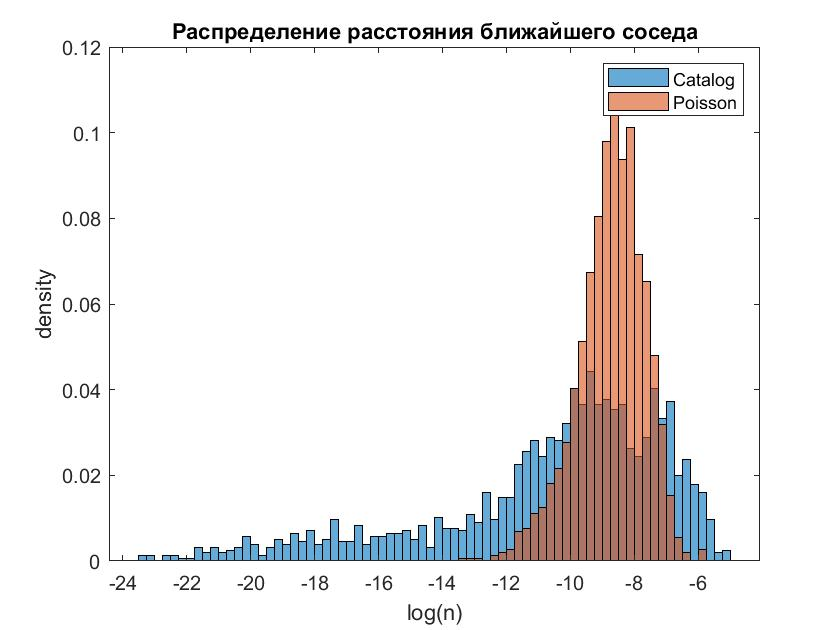 Распределение расстояния ближайшего соседа
0.12
0.1
0.08
0.06
0.04
0.02
0
density
Catalog
Poisson
-24 -22 -20 -18 -16 -14 -12 -10 -8 -6
log(n)